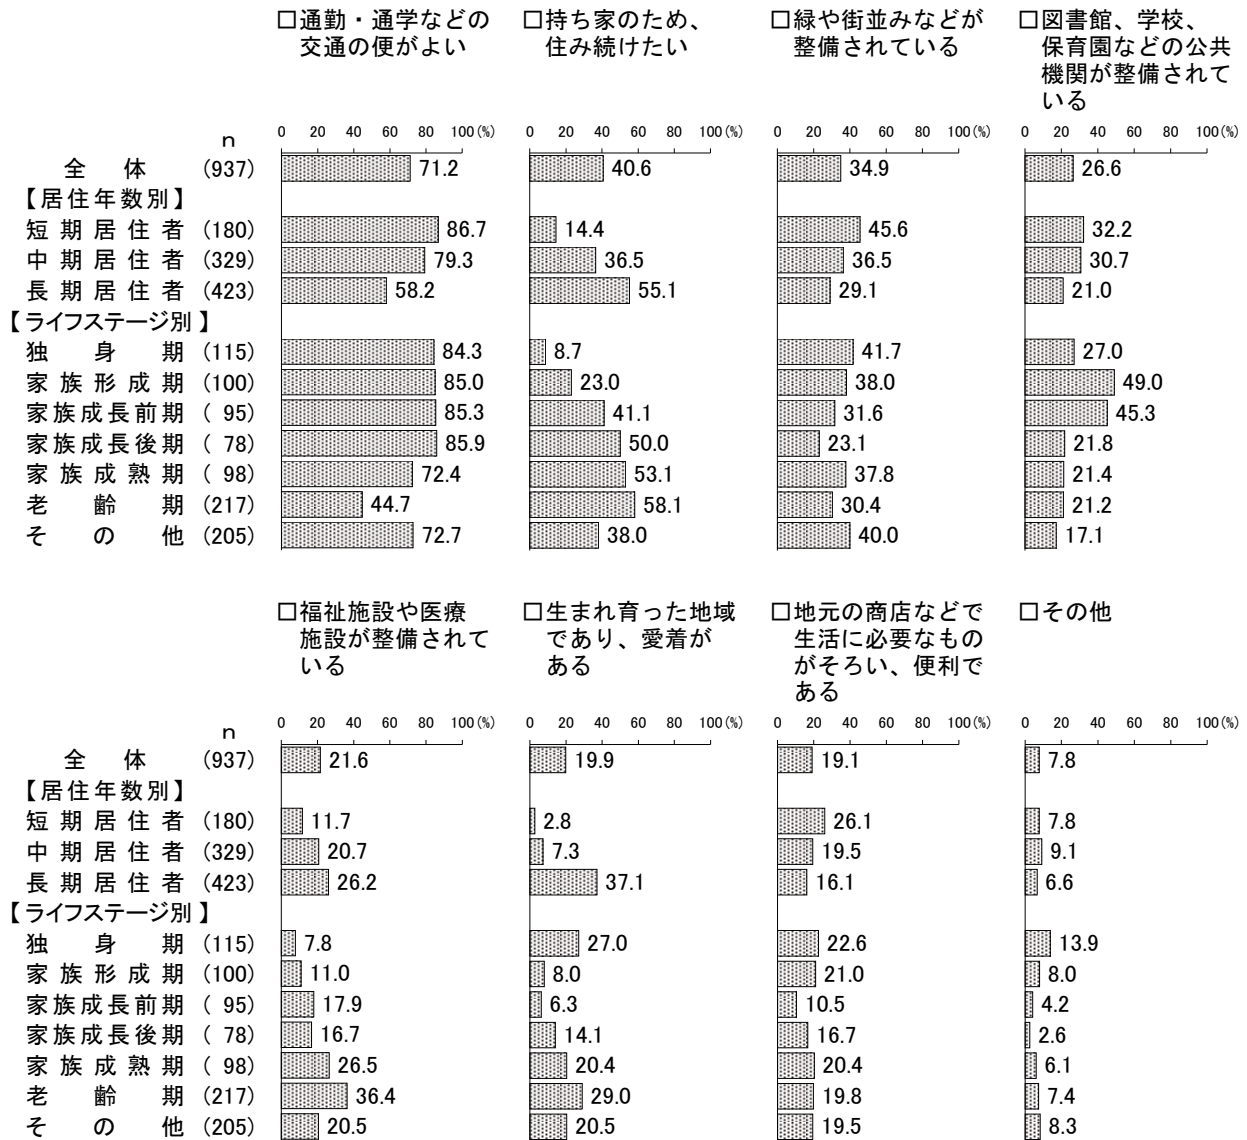 □通勤・通学などの 交通の便がよい
□持ち家のため、 住み続けたい
□緑や街並みなどが 整備されている
□図書館、学校、 保育園などの公共 機関が整備されて いる
n 0 20 40 60 80 100(%) 0 20 40 60 80 100(%) 0 20 40 60 80 100(%) 0 20 40 60 80 100(%)
全体 (937) 71.2 40.6 34.9 26.6
【居住年数別】
短期居住者 (180) 86.7 14.4 45.6 32.2
中期居住者 (329) 79.3 36.5 36.5 30.7
長期居住者 (423) 58.2 55.1 29.1 21.0
【ライフステージ別】
独身期 (115) 84.3 8.7 41.7 27.0
家族形成期 (100) 85.0 23.0 38.0 49.0
家族成長前期 ( 95) 85.3 41.1 31.6 45.3
家族成長後期 ( 78) 85.9 50.0 23.1 21.8
家族成熟期 ( 98) 72.4 53.1 37.8 21.4
老齢期 (217) 44.7 58.1 30.4 21.2
その他 (205) 72.7 38.0 40.0 17.1
□福祉施設や医療 施設が整備されて いる
□生まれ育った地域 であり、愛着が ある
□地元の商店などで 生活に必要なもの がそろい、便利で ある
□その他
n 0 20 40 60 80 100(%) 0 20 40 60 80 100(%) 0 20 40 60 80 100(%) 0 20 40 60 80 100(%)
全体 (937) 21.6 19.9 19.1 7.8
【居住年数別】
短期居住者 (180) 11.7 2.8 26.1 7.8
中期居住者 (329) 20.7 7.3 19.5 9.1
長期居住者 (423) 26.2 37.1 16.1 6.6
【ライフステージ別】
独身期 (115) 7.8 27.0 22.6 13.9
家族形成期 (100) 11.0 8.0 21.0 8.0
家族成長前期 ( 95) 17.9 6.3 10.5 4.2
家族成長後期 ( 78) 16.7 14.1 16.7 2.6
家族成熟期 ( 98) 26.5 20.4 20.4 6.1
老齢期 (217) 36.4 29.0 19.8 7.4
その他 (205) 20.5 20.5 19.5 8.3